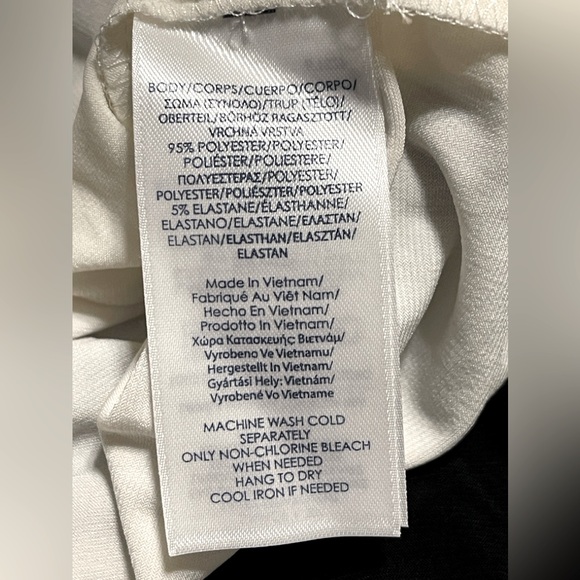 BODY/CORPS/CUERPO/CORPO/
ΣΩΜΑ (ΣΥΝΟΛΟ)/TRUP (TĚLO)/
OBERTEIL/BŐRHÖZ RAGASZTOTT/
VRCHNÁ VRSTVA
95% POLYESTER/POLYESTER/
POLIÉSTER/POLIESTERE/
ΠΟΛΥΕΣΤΕΡΑΣ/POLYESTER/
POLYESTER/POLIÉSZTER/POLYESTER
5% ELASTANE/ÉLASTHANNE/
ELASTANO/ELASTANE/ΕΛΑΣΤΑΝ/
ELASTAN/ELASTHAN/ELASZTÁN/
ELASTAN
Made In Vietnam/
Fabriqué Au Viêt Nam/
Hecho En Vietnam/
Prodotto In Vietnam/
Χώρα Κατασκευής Βιετνάμ/
Vyrobeno Ve Vietnamu/
Hergestellt In Vietnam/
Gyártási Hely: Vietnám/
Vyrobené Vo Vietname
MACHINE WASH COLD
SEPARATELY
ONLY NON-CHLORINE BLEACH
WHEN NEEDED
HANG TO DRY
COOL IRON IF NEEDED